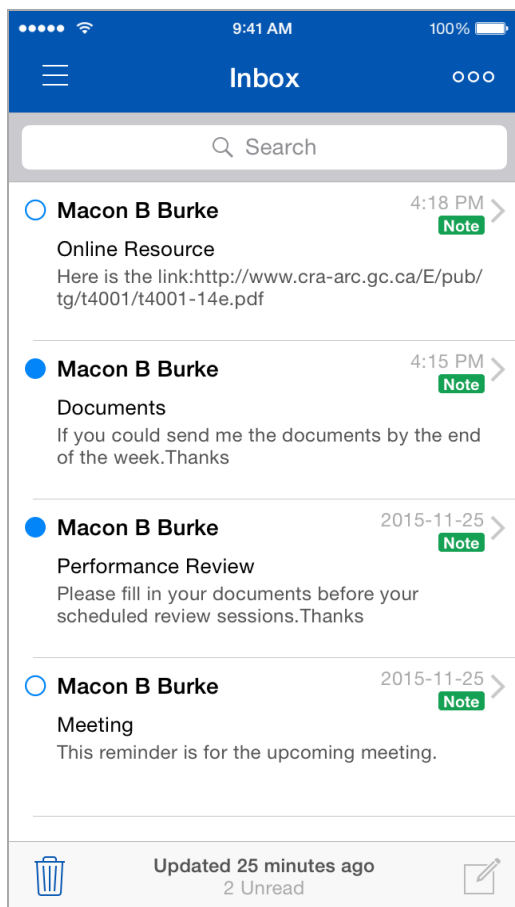 9:41 AM 100%
Inbox
Search
Macon B Burke 4:18 PM
Note
Online Resource
Here is the link:http://www.cra-arc.gc.ca/E/pub/
tg/t4001/t4001-14e.pdf
Macon B Burke 4:15 PM
Note
Documents
If you could send me the documents by the end
of the week.Thanks
Macon B Burke 2015-11-25
Note
Performance Review
Please fill in your documents before your
scheduled review sessions.Thanks
Macon B Burke 2015-11-25
Note
Meeting
This reminder is for the upcoming meeting.
Updated 25 minutes ago
2 Unread